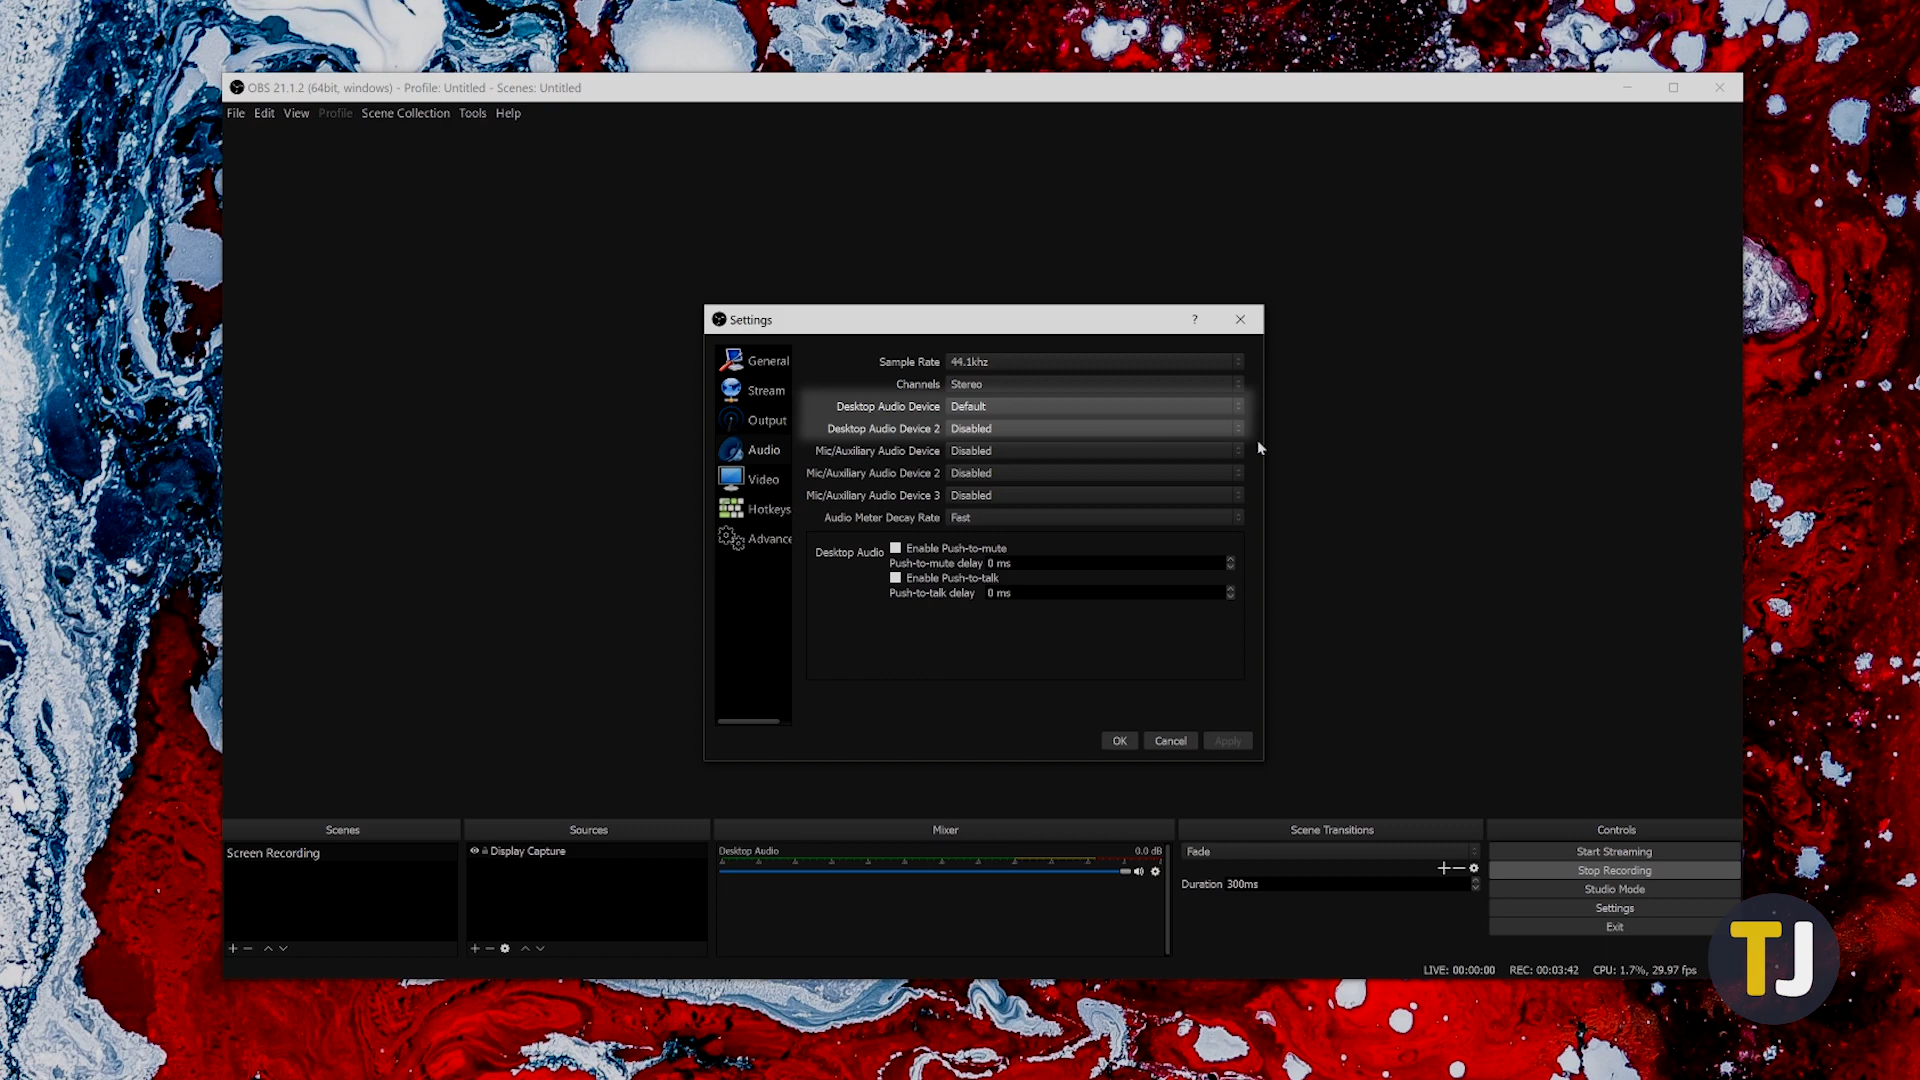 OBS 21.1.2 (64bit, windows) - Profile: Untitled - Scenes: Untitled
File Edit View Profile Scene Collection Tools Help
Settings
?
General
Stream
Output
Audio
Video
Hotkeys
Advance
Sample Rate 44.1khz
Channels Stereo
Desktop Audio Device Default
Desktop Audio Device 2 Disabled
Mic/Auxiliary Audio Device Disabled
Mic/Auxiliary Audio Device 2 Disabled
Mic/Auxiliary Audio Device 3 Disabled
Audio Meter Decay Rate Fast
Desktop Audio
Enable Push-to-mute
Push-to-mute delay 0 ms
Enable Push-to-talk
Push-to-talk delay 0 ms
OK Cancel Apply
Scenes
Screen Recording
Sources
Display Capture
Mixer
Desktop Audio 0.0 dB
Scene Transitions
Fade
Duration 300ms
Controls
Start Streaming
Stop Recording
Studio Mode
Settings
Exit
LIVE: 00:00:00 REC: 00:03:42 CPU: 1.7%, 29.97 fps
TJ